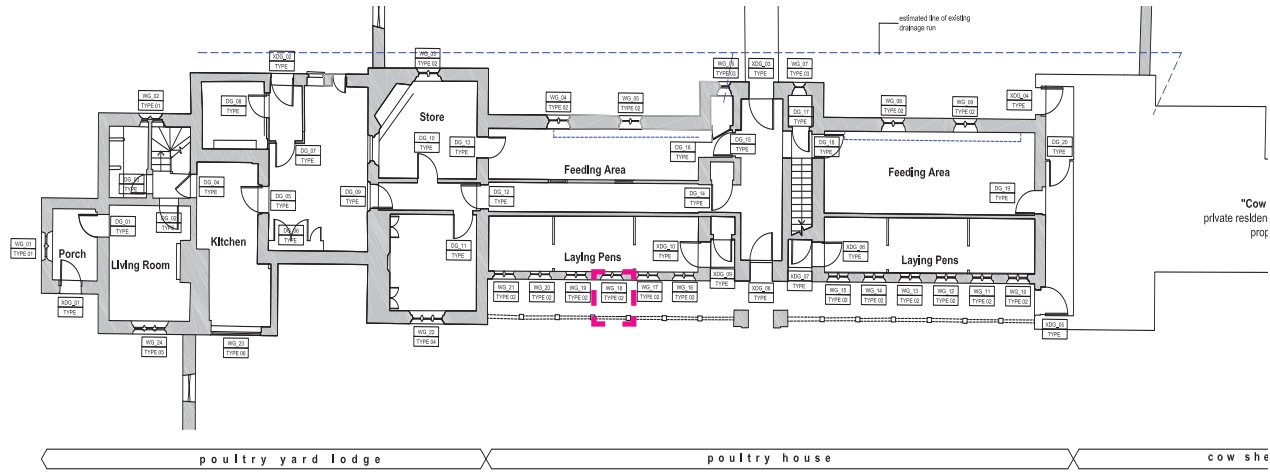 estimated line of existing
drainage run
XDG_02
TYPE
WG_03
TYPE 02
WG_06
TYPE 03
XDG_03
TYPE
WG_07
TYPE 03
WG_02
TYPE 01
WG_04
TYPE 02
WG_05
TYPE 02
WG_08
TYPE 02
WG_09
TYPE 02
XDG_04
TYPE
DG_08
TYPE
Store
DG_10
TYPE
DG_13
TYPE
DG_16
TYPE
DG_15
TYPE
DG_17
TYPE
DG_18
TYPE
DG_20
TYPE
DG_07
TYPE
Feeding Area
Feeding Area
DG_03
TYPE
DG_04
TYPE
DG_05
TYPE
DG_09
TYPE
DG_12
TYPE
DG_14
TYPE
DG_19
TYPE
"Cow
private residen
prop
DG_01
TYPE
DG_02
TYPE
DG_06
TYPE
WG_01
TYPE 01
Porch
Living Room
Kitchen
DG_11
TYPE
Laying Pens
XDG_10
TYPE
XDG_09
TYPE
XDG_08
TYPE
XDG_07
TYPE
XDG_06
TYPE
Laying Pens
XDG_01
TYPE
WG_21
TYPE 02
WG_20
TYPE 02
WG_19
TYPE 02
WG_18
TYPE 02
WG_17
TYPE 02
WG_16
TYPE 02
WG_15
TYPE 02
WG_14
TYPE 02
WG_13
TYPE 02
WG_12
TYPE 02
WG_11
TYPE 02
WG_10
TYPE 02
XDG_05
TYPE
WG_24
TYPE 05
WG_23
TYPE 06
WG_22
TYPE 04
poultry yard lodge
poultry house
cow she